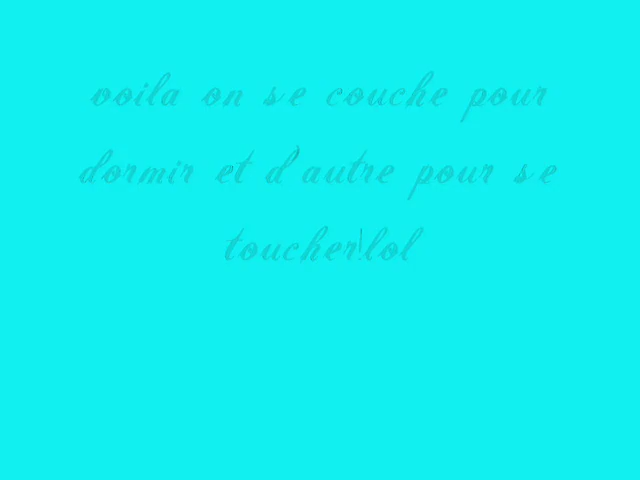 voila on se couche pour
dormir et d'autre pour se
toucher!lol